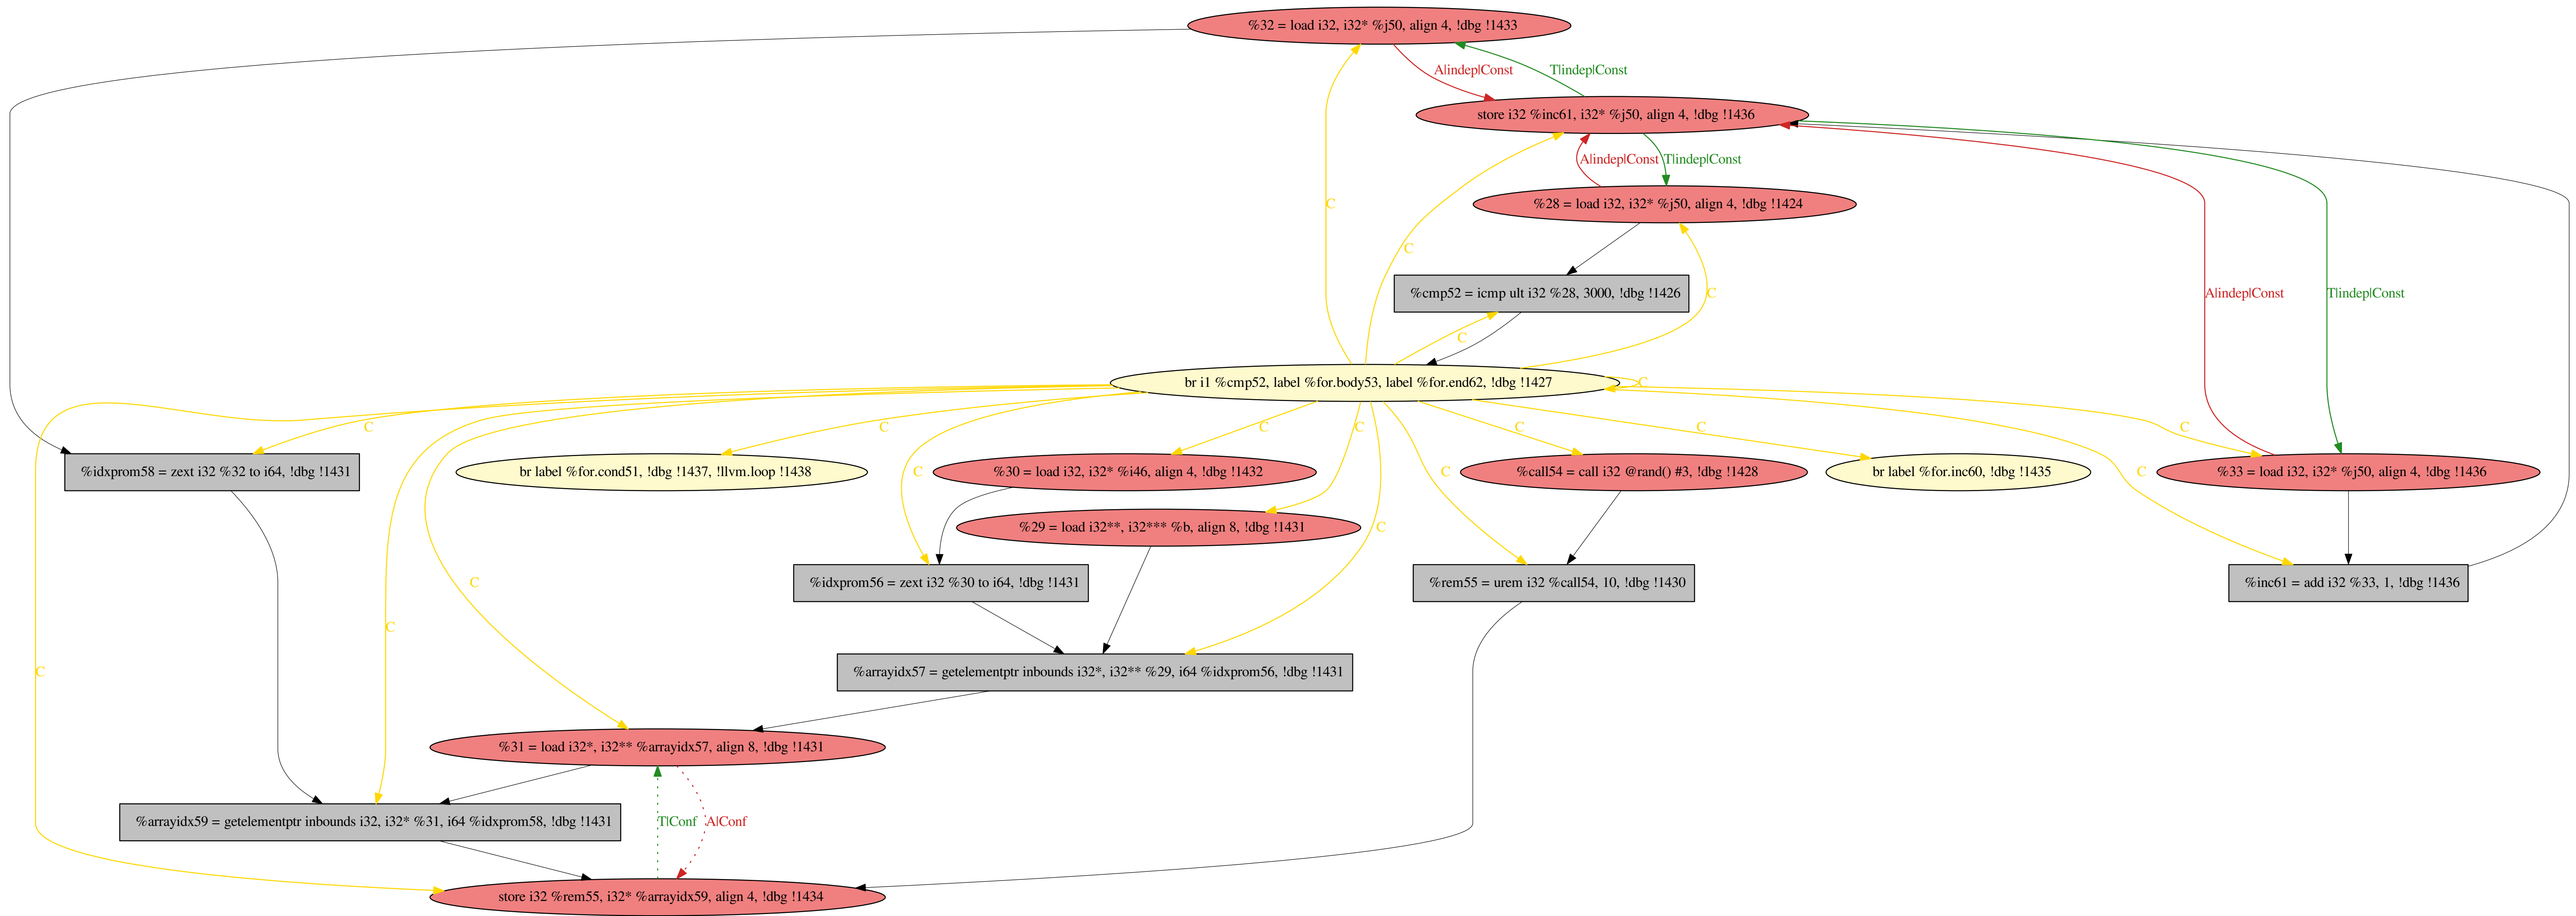 %32 = load i32, i32* %j50, align 4, !dbg !1433
A|indep|Const
T|indep|Const
store i32 %inc61, i32* %j50, align 4, !dbg !1436
A|indep|Const
T|indep|Const
C
%28 = load i32, i32* %j50, align 4, !dbg !1424
C
%cmp52 = icmp ult i32 %28, 3000, !dbg !1426
C
A|indep|Const
T|indep|Const
C
br i1 %cmp52, label %for.body53, label %for.end62, !dbg !1427
C
C
C
C
C
C
C
C
%idxprom58 = zext i32 %32 to i64, !dbg !1431
br label %for.cond51, !dbg !1437, !llvm.loop !1438
C
%30 = load i32, i32* %i46, align 4, !dbg !1432
C
%call54 = call i32 @rand() #3, !dbg !1428
br label %for.inc60, !dbg !1435
C
%33 = load i32, i32* %j50, align 4, !dbg !1436
%29 = load i32**, i32*** %b, align 8, !dbg !1431
C
C
%idxprom56 = zext i32 %30 to i64, !dbg !1431
%rem55 = urem i32 %call54, 10, !dbg !1430
%inc61 = add i32 %33, 1, !dbg !1436
C
C
%arrayidx57 = getelementptr inbounds i32*, i32** %29, i64 %idxprom56, !dbg !1431
%31 = load i32*, i32** %arrayidx57, align 8, !dbg !1431
%arrayidx59 = getelementptr inbounds i32, i32* %31, i64 %idxprom58, !dbg !1431
T|Conf
A|Conf
store i32 %rem55, i32* %arrayidx59, align 4, !dbg !1434